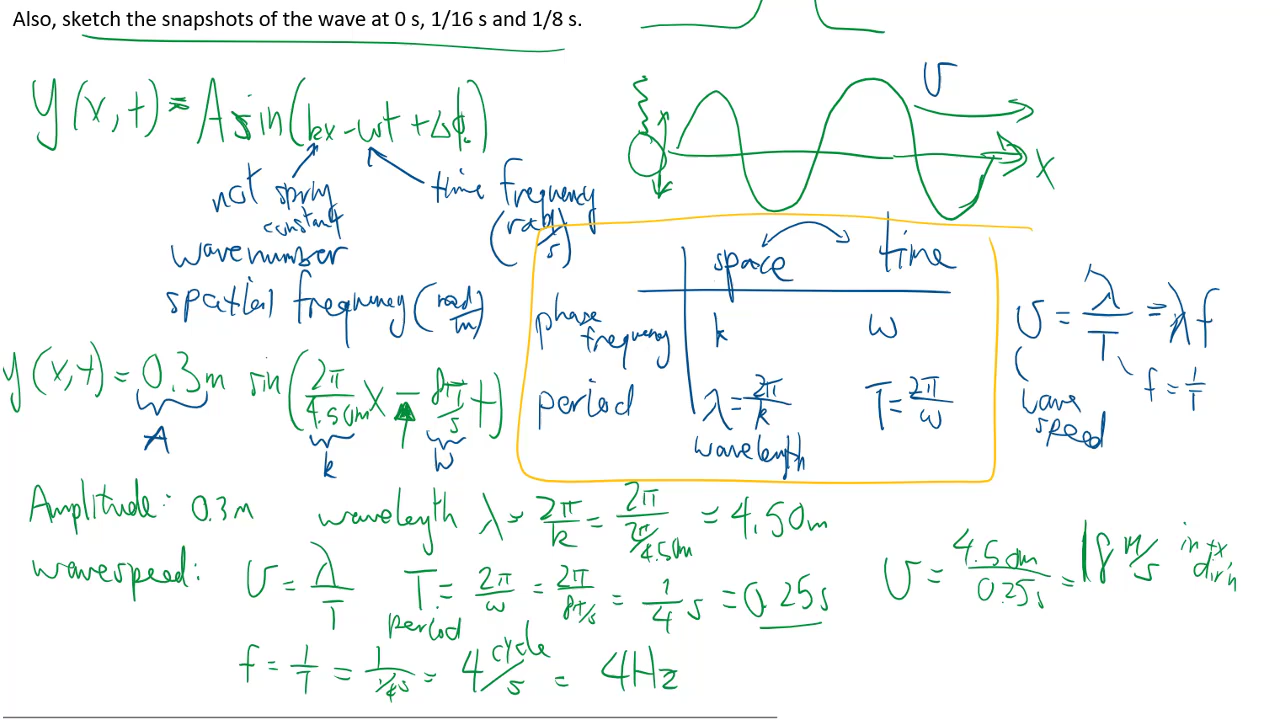 Also, sketch the snapshots of the wave at 0 s, 1/16 s and 1/8 s.
y(x,t) = A sin(kx - ωt + Δφ)
υ
x
not spring constant
time frequency (rad/s)
wavenumber
spatial frequency (rad/m)
space time
phase frequency k ω
period λ = 2π/k T = 2π/ω
wavelength
υ = λ/T = λf
f = 1/T
wave speed
y(x,t) = 0.3m sin(2π/4.50m x - 8π/s t)
A k ω
Amplitude: 0.3m wavelength λ = 2π/k = 2π/(2π/4.50m) = 4.50m
wavespeed: υ = λ/T T = 2π/ω = 2π/8π/s = 1/4 s = 0.25s υ = 4.50m/0.25s = 18 m/s in +x dir'n
period
f = 1/T = 1/(1/4s) = 4 cycle/s = 4Hz